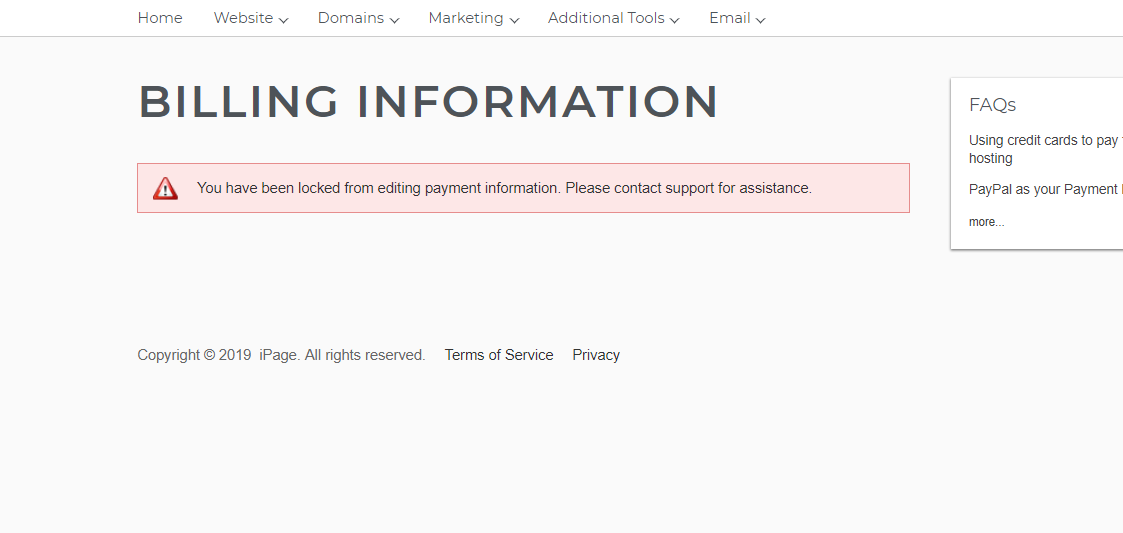 Home Website Domains Marketing Additional Tools Email
BILLING INFORMATION
You have been locked from editing payment information. Please contact support for assistance.
FAQs
Using credit cards to pay
hosting
PayPal as your Payment
more...
Copyright © 2019 iPage. All rights reserved. Terms of Service Privacy